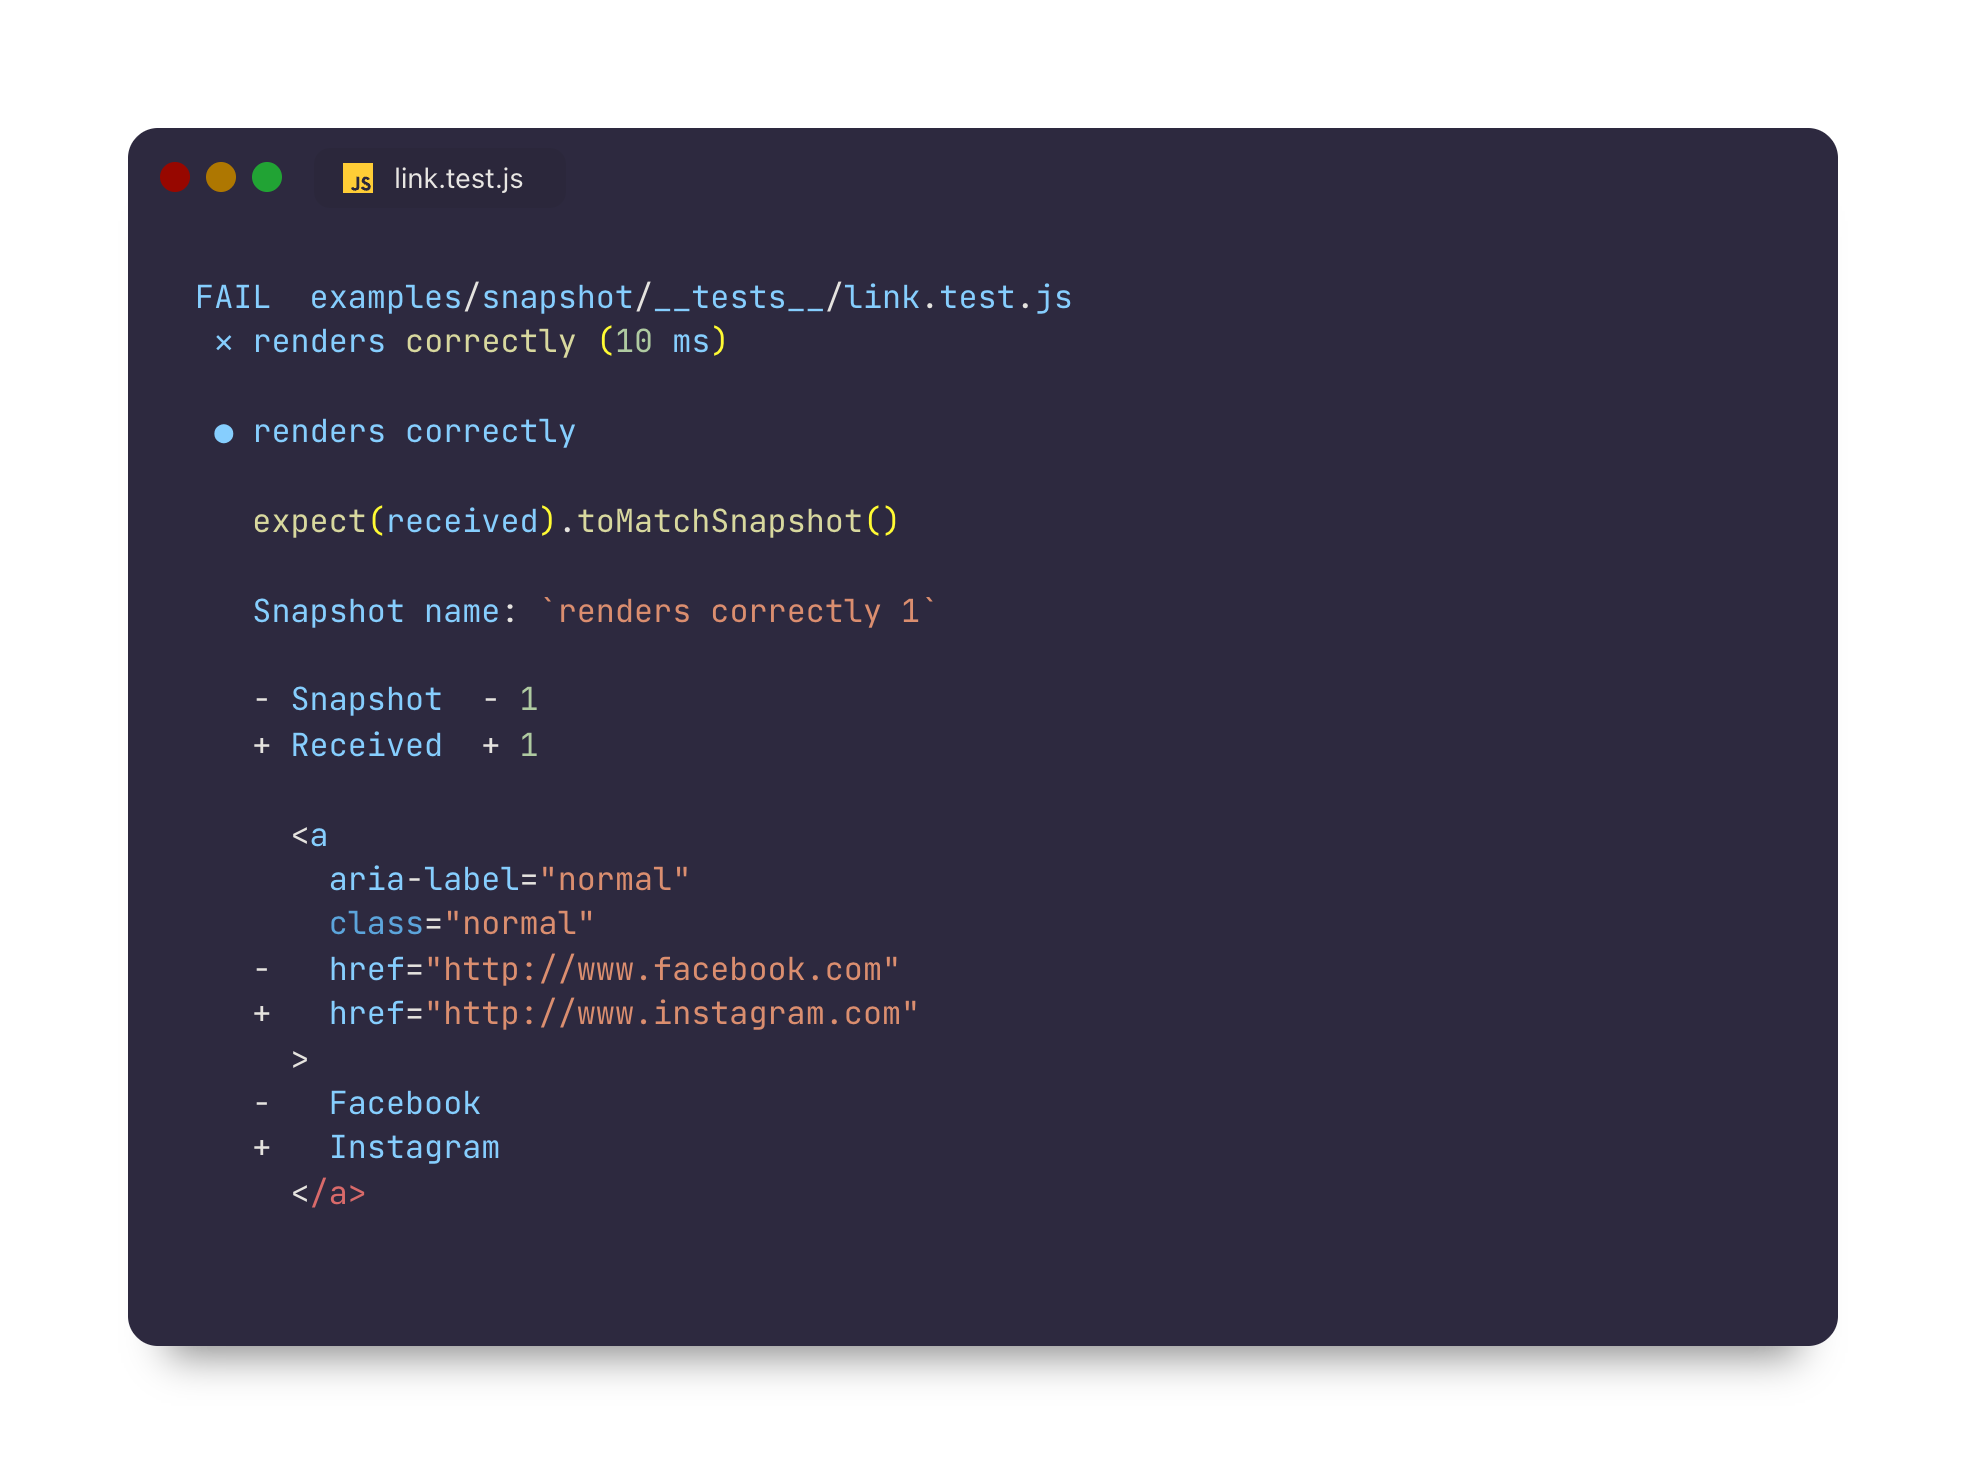 JS link.test.js
FAIL  examples/snapshot/__tests__/link.test.js
 × renders correctly (10 ms)
 ● renders correctly
   expect(received).toMatchSnapshot()
   Snapshot name: `renders correctly 1`
   - Snapshot  - 1
   + Received  + 1
     <a
       aria-label="normal"
       class="normal"
   -   href="http://www.facebook.com"
   +   href="http://www.instagram.com"
     >
   -   Facebook
   +   Instagram
     </a>